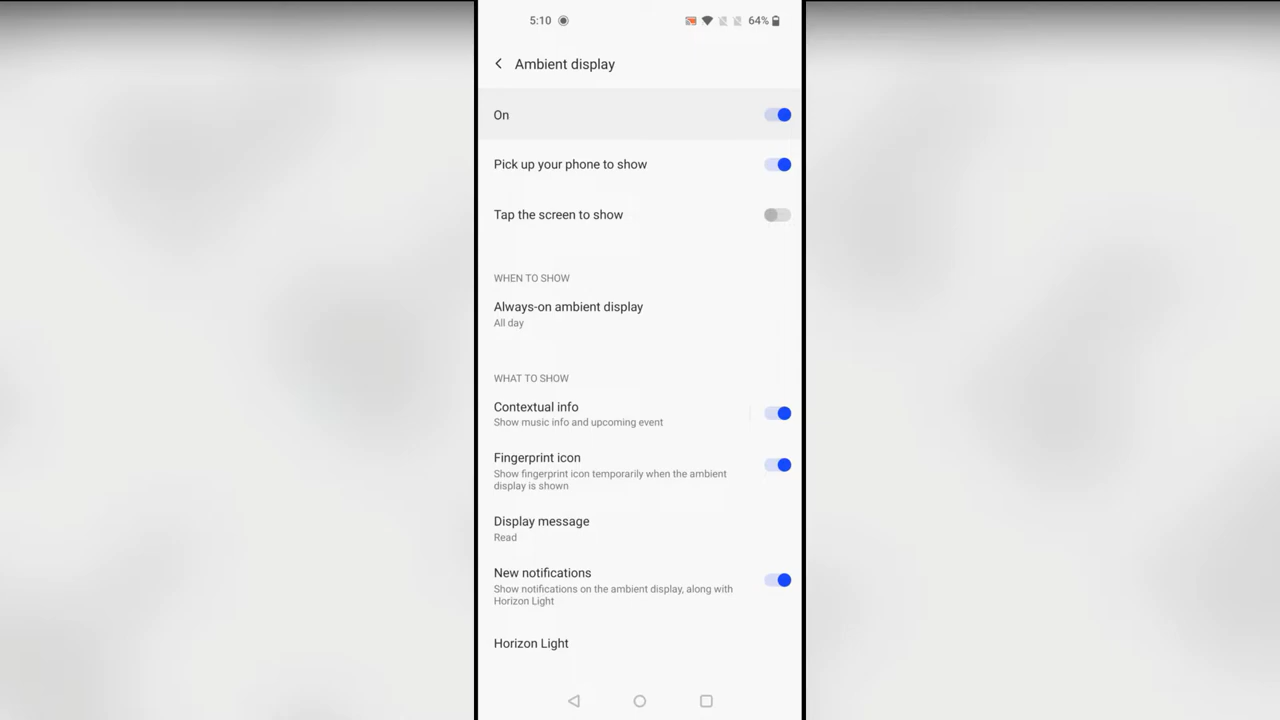 5:10
64%
Ambient display
On
Pick up your phone to show
Tap the screen to show
WHEN TO SHOW
Always-on ambient display
All day
WHAT TO SHOW
Contextual info
Show music info and upcoming event
Fingerprint icon
Show fingerprint icon temporarily when the ambient
display is shown
Display message
Read
New notifications
Show notifications on the ambient display, along with
Horizon Light
Horizon Light